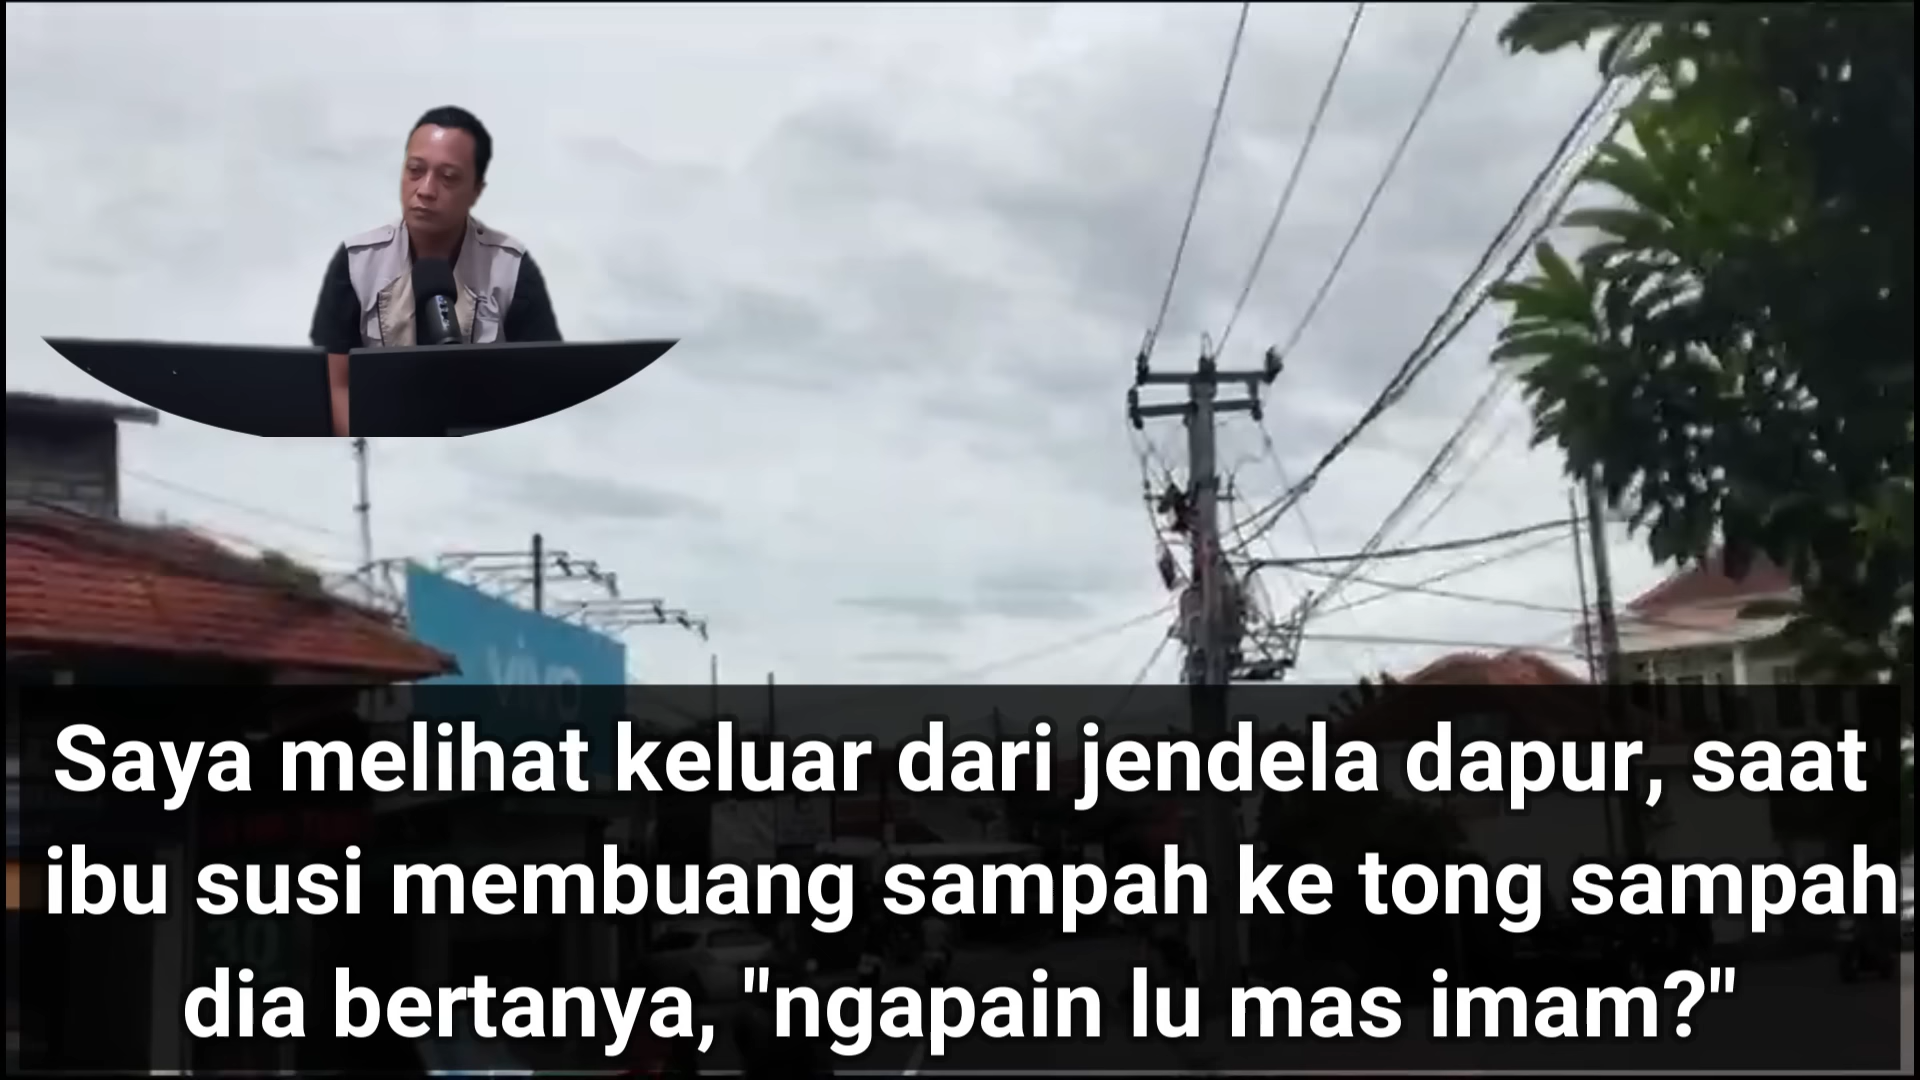 vivo
Saya melihat keluar dari jendela dapur, saat
ibu susi membuang sampah ke tong sampah
dia bertanya, "ngapain lu mas imam?"